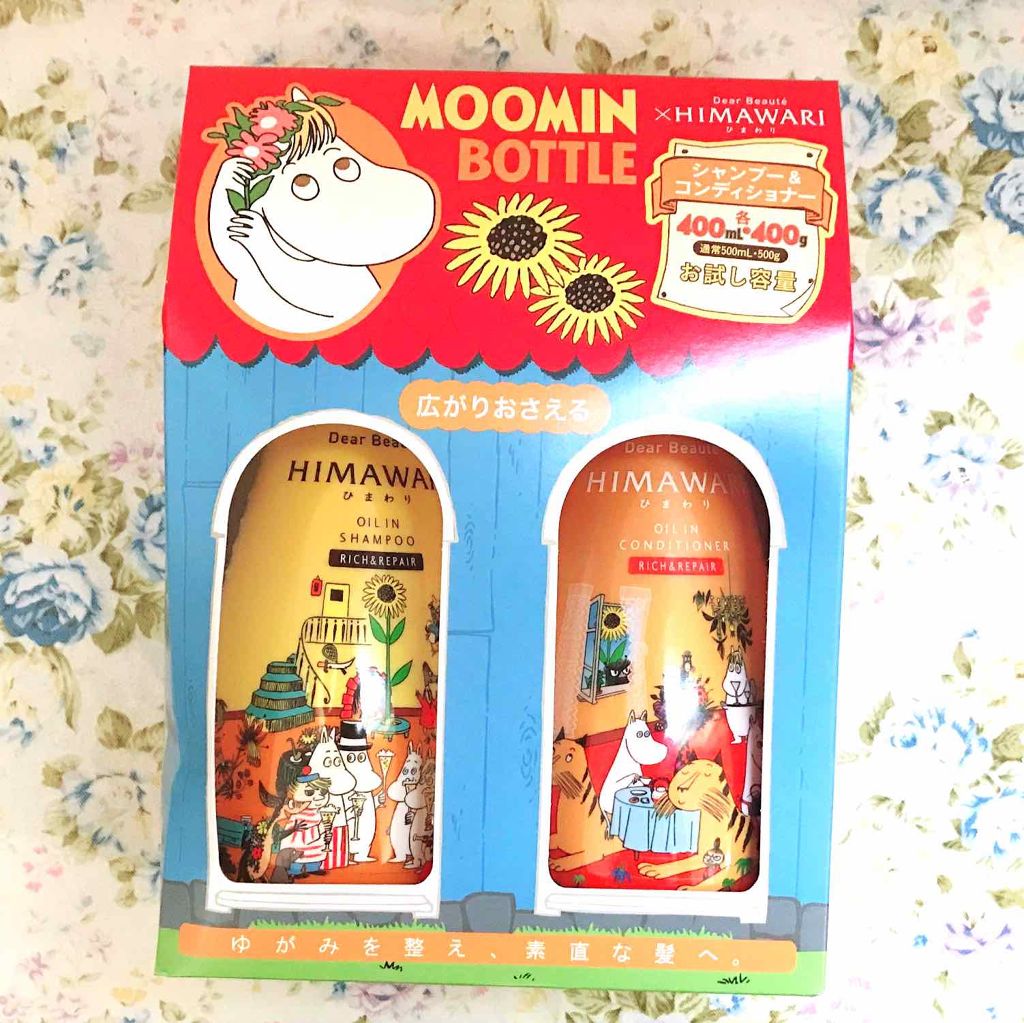 MOOMIN
BOTTLE
Dear Beauté
×HIMAWARI
ひまわり
シャンプー&
コンディショナー
各
400mL・400g
通常500mL・500g
お試し容量
広がりおさえる
Dear Beau
HIMAWAR
ひまわり
OIL IN
SHAMPOO
RICH&REPAIR
Dear Beauté
HIMAWAR
ひまわり
OIL IN
CONDITIONER
RICH&REPAIR
ゆがみを整え、素直な髪へ。